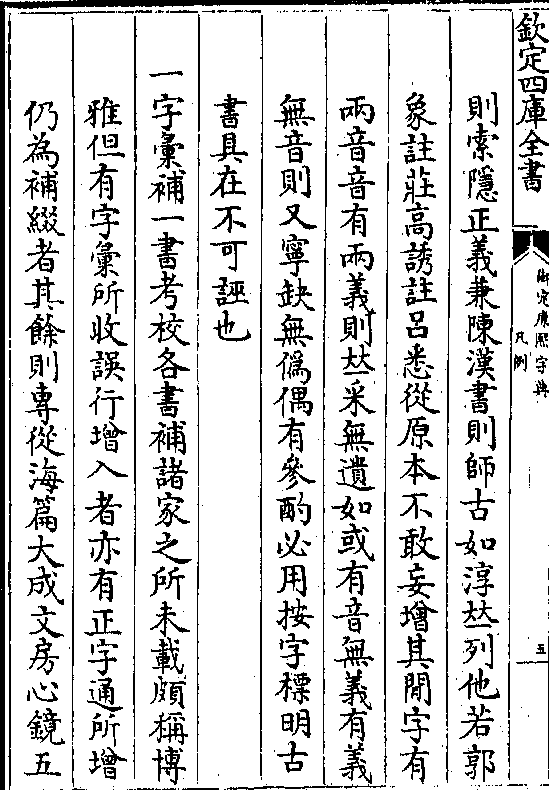 欽定四庫全書
御定康熙字典
凡例
五
則索隱正義兼陳漢書則師古如淳𠀤列他若郭
象註莊高誘註呂悉從原本不敢妄增其閒字有
兩音音有兩義則𠀤采無遺如或有音無義有義
無音則又寧缺無僞偶有參酌必用按字標明古
書具在不可誣也
一字彙補一書考校各書補諸家之所未載頗稱博
雅但有字彙所收誤行增入者亦有正字通所增
仍為補綴者其餘則專從海篇大成文房心鏡五